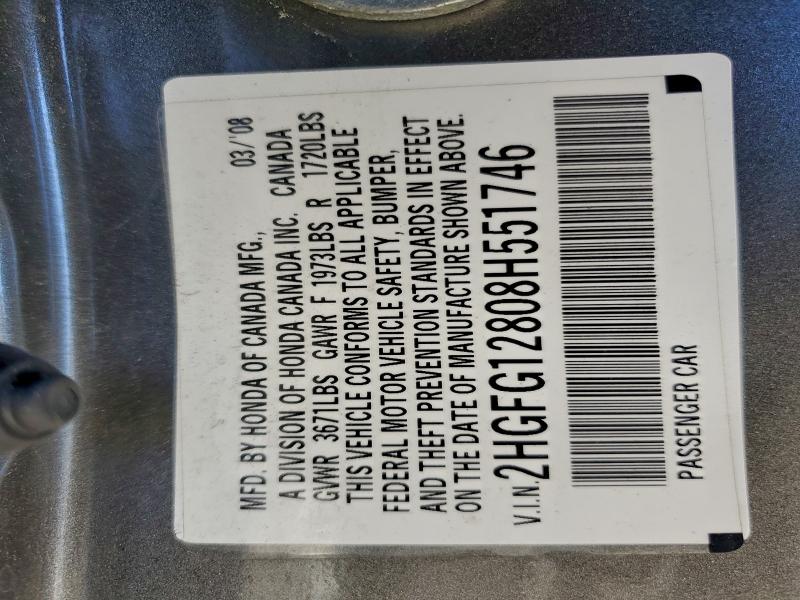 MFD. BY HONDA OF CANADA MFG., 03/'08
A DIVISION OF HONDA CANADA INC. CANADA
GVWR 3671LBS GAWR F 1973LBS R 1720LBS
THIS VEHICLE CONFORMS TO ALL APPLICABLE
FEDERAL MOTOR VEHICLE SAFETY, BUMPER,
AND THEFT PREVENTION STANDARDS IN EFFECT
ON THE DATE OF MANUFACTURE SHOWN ABOVE.
V.I.N. 2HGFG12808H551746
PASSENGER CAR